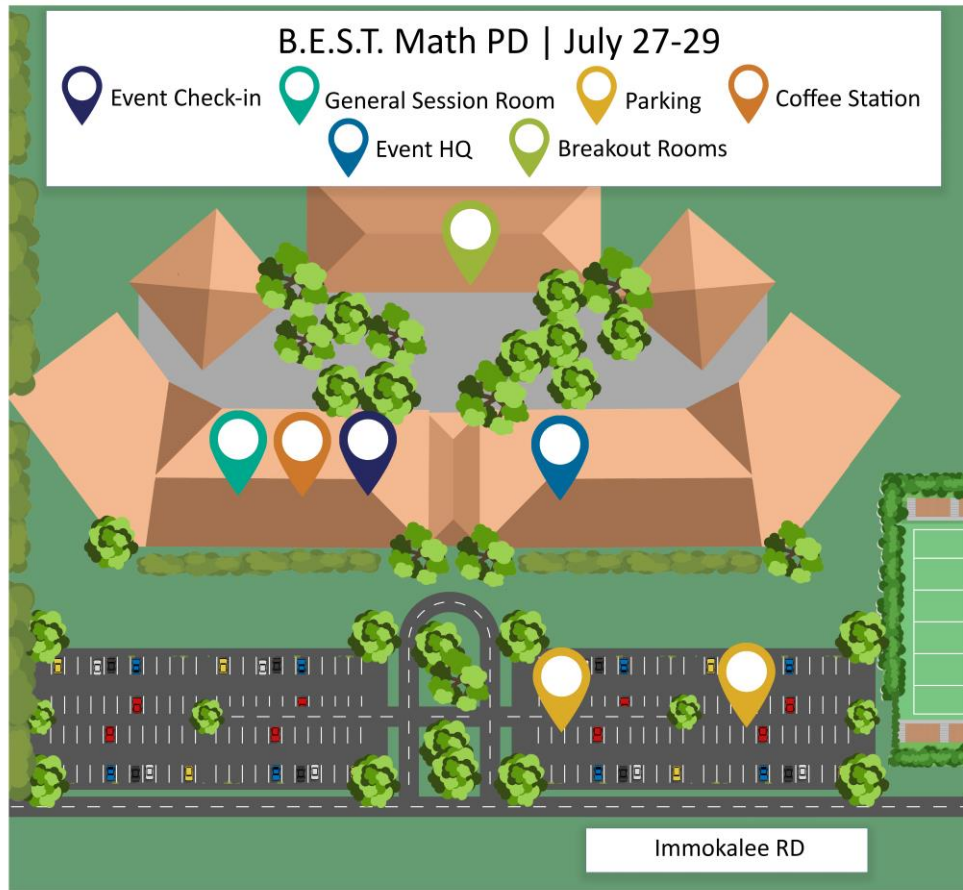 B.E.S.T. Math PD | July 27-29
Event Check-in General Session Room Parking Coffee Station
Event HQ Breakout Rooms
Immokalee RD